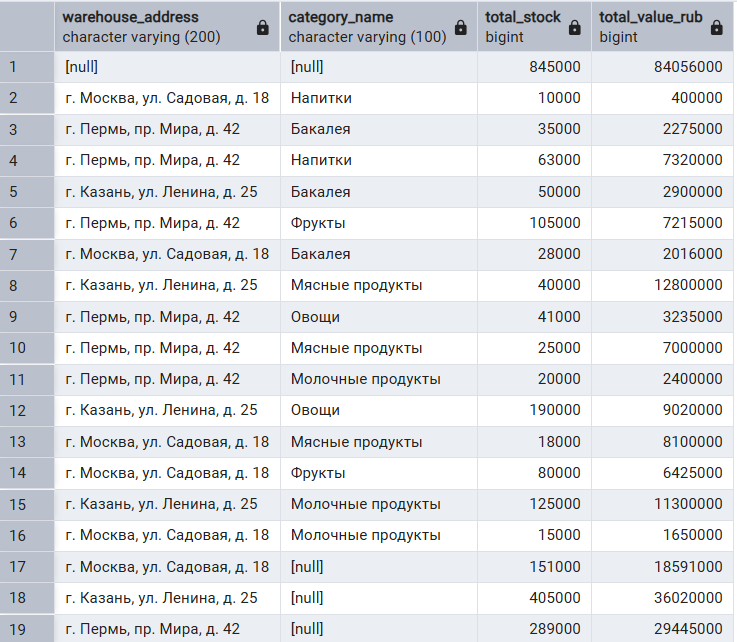 warehouse_address category_name total_stock total_value_rub
character varying (200) character varying (100) bigint bigint
1 [null] [null] 845000 84056000
2 г. Москва, ул. Садовая, д. 18 Напитки 10000 400000
3 г. Пермь, пр. Мира, д. 42 Бакалея 35000 2275000
4 г. Пермь, пр. Мира, д. 42 Напитки 63000 7320000
5 г. Казань, ул. Ленина, д. 25 Бакалея 50000 2900000
6 г. Пермь, пр. Мира, д. 42 Фрукты 105000 7215000
7 г. Москва, ул. Садовая, д. 18 Бакалея 28000 2016000
8 г. Казань, ул. Ленина, д. 25 Мясные продукты 40000 12800000
9 г. Пермь, пр. Мира, д. 42 Овощи 41000 3235000
10 г. Пермь, пр. Мира, д. 42 Мясные продукты 25000 7000000
11 г. Пермь, пр. Мира, д. 42 Молочные продукты 20000 2400000
12 г. Казань, ул. Ленина, д. 25 Овощи 190000 9020000
13 г. Москва, ул. Садовая, д. 18 Мясные продукты 18000 8100000
14 г. Москва, ул. Садовая, д. 18 Фрукты 80000 6425000
15 г. Казань, ул. Ленина, д. 25 Молочные продукты 125000 11300000
16 г. Москва, ул. Садовая, д. 18 Молочные продукты 15000 1650000
17 г. Москва, ул. Садовая, д. 18 [null] 151000 18591000
18 г. Казань, ул. Ленина, д. 25 [null] 405000 36020000
19 г. Пермь, пр. Мира, д. 42 [null] 289000 29445000